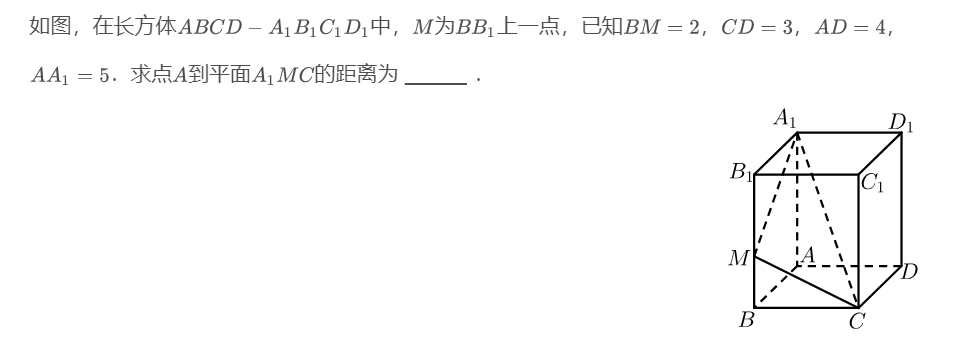 如图，在长方体ABCD − A₁B₁C₁D₁中，M为BB₁上一点，已知BM = 2，CD = 3，AD = 4，
AA₁ = 5．求点A到平面A₁MC的距离为 ______ ．
A₁
D₁
B₁
C₁
M
A
D
B
C